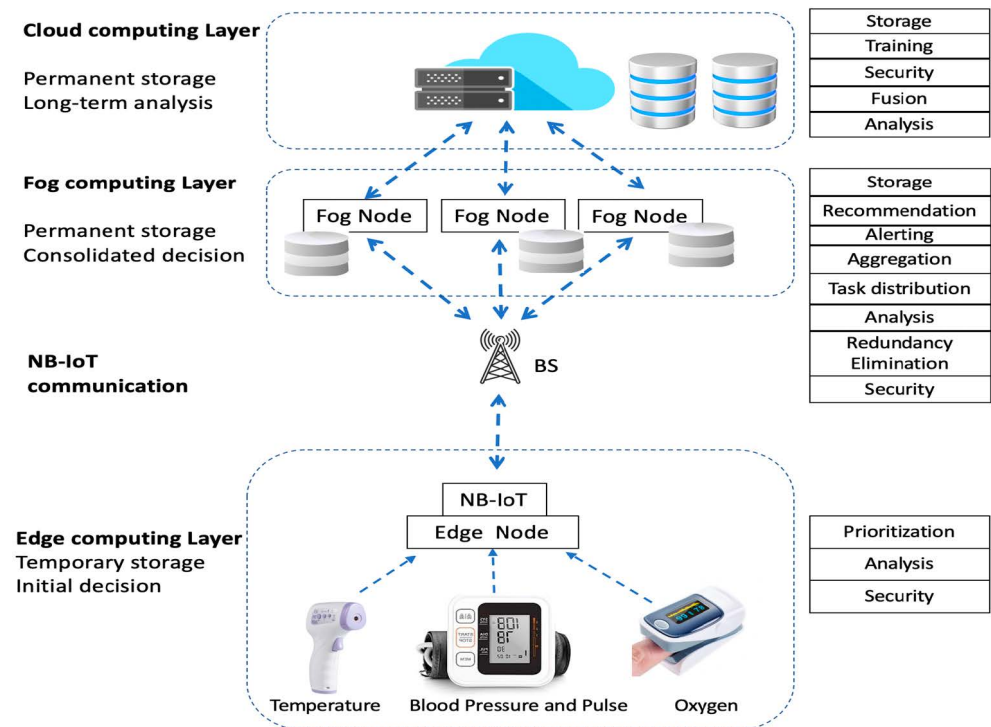 Cloud computing Layer
Permanent storage
Long-term analysis
Storage
Training
Security
Fusion
Analysis
Fog computing Layer
Permanent storage
Consolidated decision
Fog Node
Fog Node
Fog Node
Storage
Recommendation
Alerting
Aggregation
Task distribution
Analysis
Redundancy
Elimination
Security
NB-IoT
communication
BS
Edge computing Layer
Temporary storage
Initial decision
NB-IoT
Edge Node
Prioritization
Analysis
Security
Temperature
Blood Pressure and Pulse
Oxygen